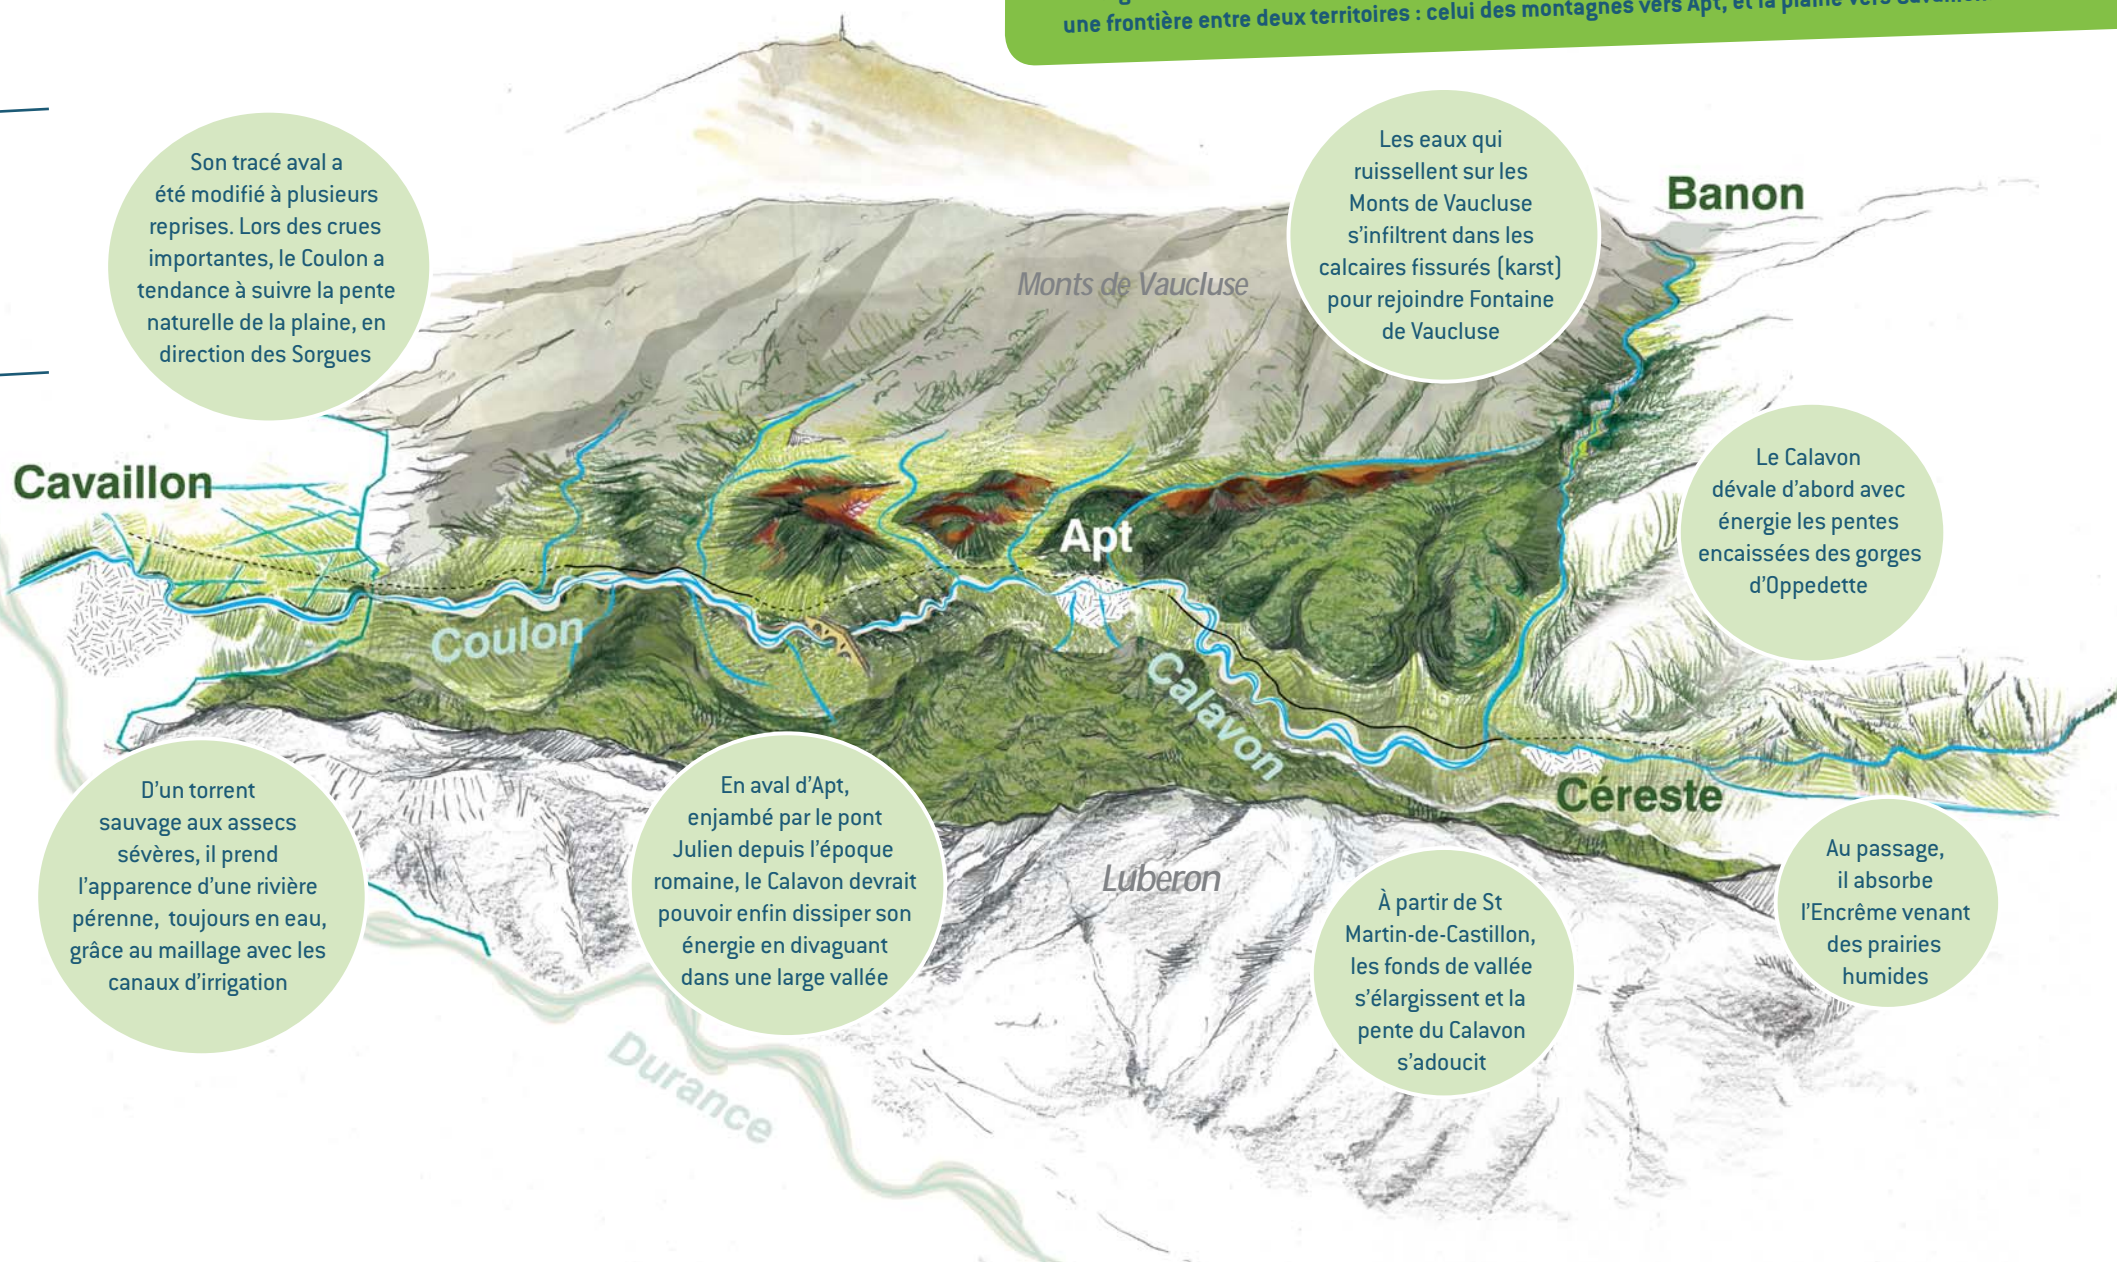 une frontière entre deux territoires : celui des montagnes vers Apt, et la plaine vers
Son tracé aval a
été modifié à plusieurs
reprises. Lors des crues
importantes, le Coulon a
tendance à suivre la pente
naturelle de la plaine, en
direction des Sorgues
Les eaux qui
ruissellent sur les
Monts de Vaucluse
s'infiltrent dans les
calcaires fissurés (karst)
pour rejoindre Fontaine
de Vaucluse
Banon
Monts de Vaucluse
Cavaillon
Le Calavon
dévale d'abord avec
énergie les pentes
encaissées des gorges
d'Oppedette
Apt
Coulon
Calavon
Céreste
D'un torrent
sauvage aux assecs
sévères, il prend
l'apparence d'une rivière
pérenne, toujours en eau,
grâce au maillage avec les
canaux d'irrigation
En aval d'Apt,
enjambé par le pont
Julien depuis l'époque
romaine, le Calavon devrait
pouvoir enfin dissiper son
énergie en divaguant
dans une large vallée
Luberon
À partir de St
Martin-de-Castillon,
les fonds de vallée
s'élargissent et la
pente du Calavon
s'adoucit
Au passage,
il absorbe
l'Encrême venant
des prairies
humides
Durance